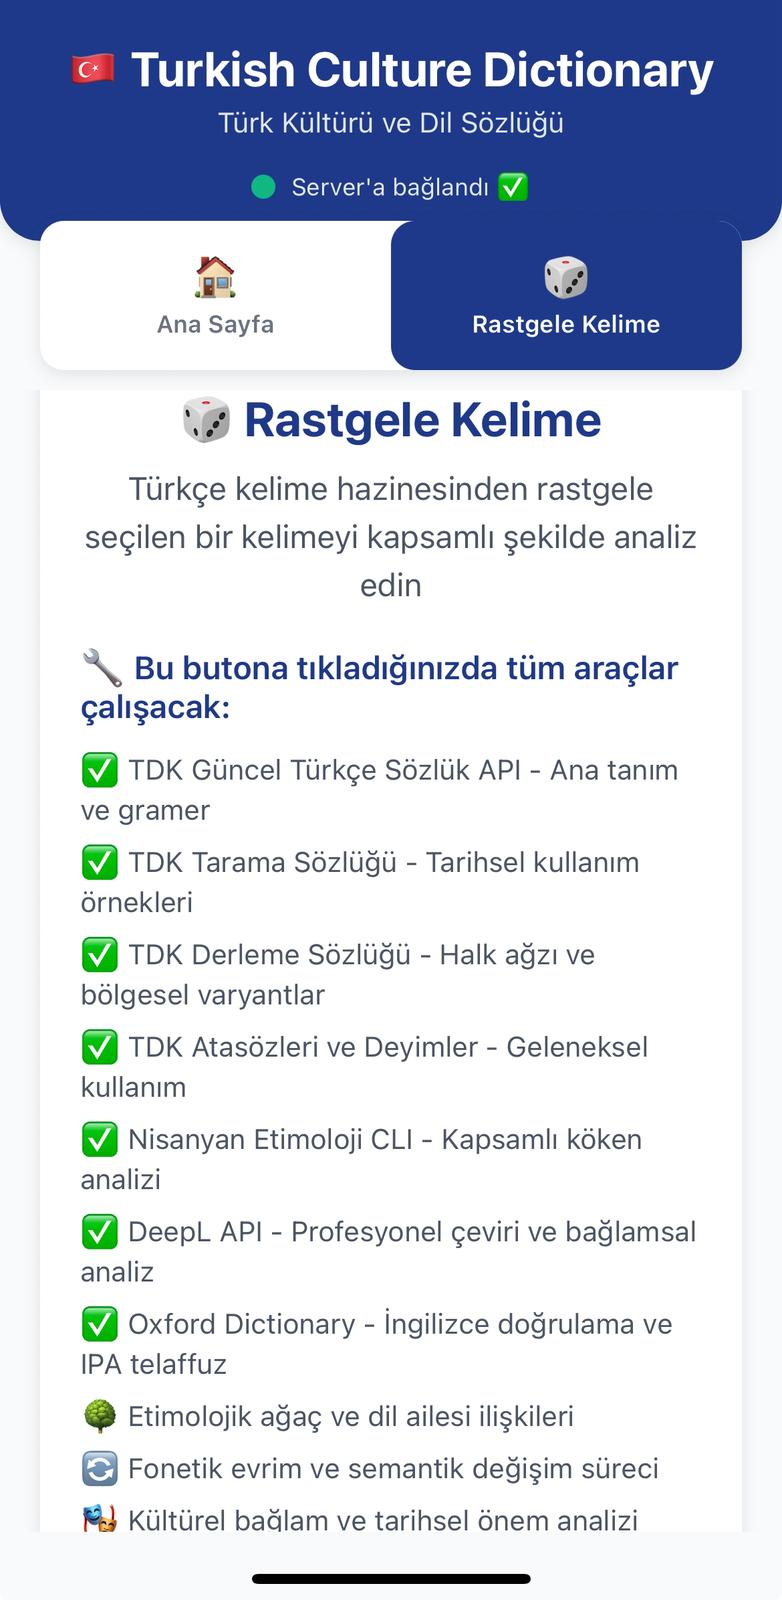 🇹🇷 Turkish Culture Dictionary
Türk Kültürü ve Dil Sözlüğü
Server'a bağlandı ✅
Ana Sayfa
Rastgele Kelime
🎲 Rastgele Kelime
Türkçe kelime hazinesinden rastgele
seçilen bir kelimeyi kapsamlı şekilde analiz
edin
🔧 Bu butona tıkladığınızda tüm araçlar
çalışacak:
✅ TDK Güncel Türkçe Sözlük API - Ana tanım
ve gramer
✅ TDK Tarama Sözlüğü - Tarihsel kullanım
örnekleri
✅ TDK Derleme Sözlüğü - Halk ağzı ve
bölgesel varyantlar
✅ TDK Atasözleri ve Deyimler - Geleneksel
kullanım
✅ Nisanyan Etimoloji CLI - Kapsamlı köken
analizi
✅ DeepL API - Profesyonel çeviri ve bağlamsal
analiz
✅ Oxford Dictionary - İngilizce doğrulama ve
IPA telaffuz
🌳 Etimolojik ağaç ve dil ailesi ilişkileri
🔄 Fonetik evrim ve semantik değişim süreci
🎭 Kültürel bağlam ve tarihsel önem analizi